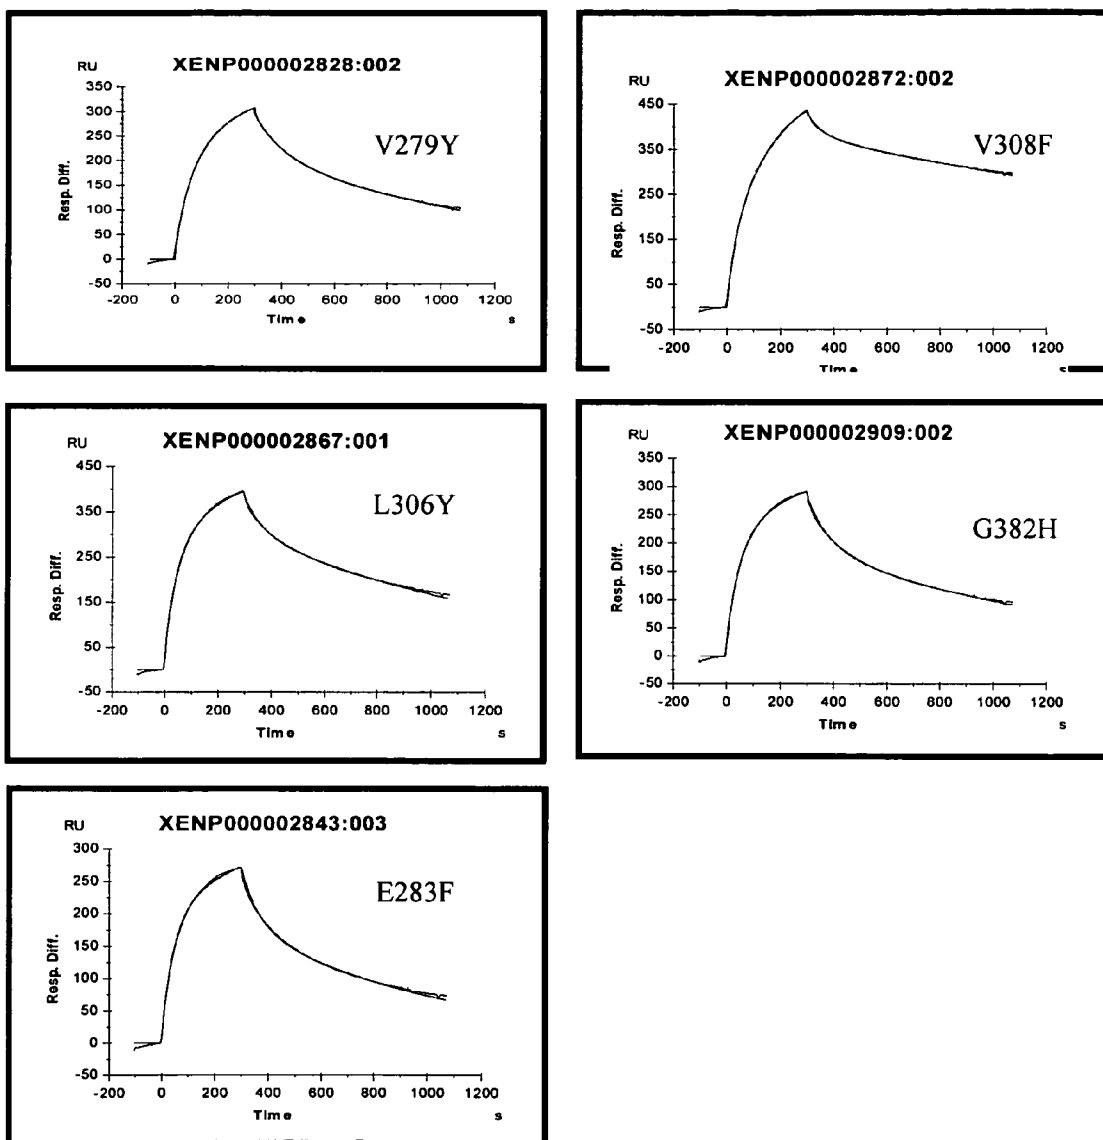 XENP000002828:002
RU
350
300
250
200
150
100
50
0
-50
Resp. Diff.
V279Y
-200 0 200 400 600 800 1000 1200
Time s
XENP000002872:002
RU
450
350
250
150
50
-50
Resp. Diff.
V308F
-200 0 200 400 600 800 1000 1200
Time s
XENP000002867:001
RU
450
350
250
150
50
-50
Resp. Diff.
L306Y
-200 0 200 400 600 800 1000 1200
Time s
XENP000002909:002
RU
350
300
250
200
150
100
50
0
-50
Resp. Diff.
G382H
-200 0 200 400 600 800 1000 1200
Time s
XENP000002843:003
RU
300
250
200
150
100
50
0
-50
Resp. Diff.
E283F
-200 0 200 400 600 800 1000 1200
Time s